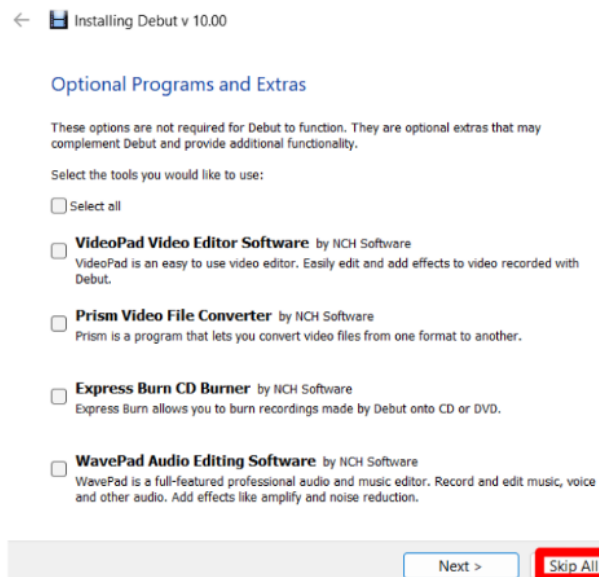 Installing Debut v 10.00
Optional Programs and Extras
These options are not required for Debut to function. They are optional extras that may
complement Debut and provide additional functionality.
Select the tools you would like to use:
Select all
VideoPad Video Editor Software by NCH Software
VideoPad is an easy to use video editor. Easily edit and add effects to video recorded with
Debut.
Prism Video File Converter by NCH Software
Prism is a program that lets you convert video files from one format to another.
Express Burn CD Burner by NCH Software
Express Burn allows you to burn recordings made by Debut onto CD or DVD.
WavePad Audio Editing Software by NCH Software
WavePad is a full-featured professional audio and music editor. Record and edit music, voice
and other audio. Add effects like amplify and noise reduction.
Next > Skip All